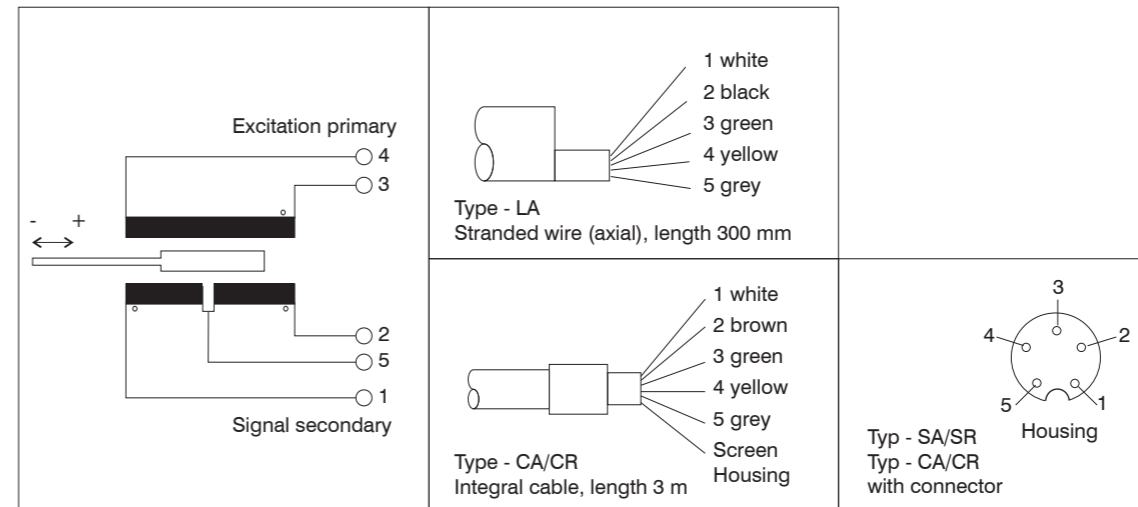 Excitation primary
4
3
- +
2
5
1
Signal secondary
1 white
2 black
3 green
4 yellow
5 grey
Type - LA
Stranded wire (axial), length 300 mm
1 white
2 brown
3 green
4 yellow
5 grey
Screen
Housing
Type - CA/CR
Integral cable, length 3 m
3
4
2
5
1
Housing
Typ - SA/SR
Typ - CA/CR
with connector